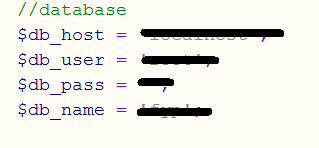 //database
$db_host =
$db_user =
$db_pass =
$db_name =